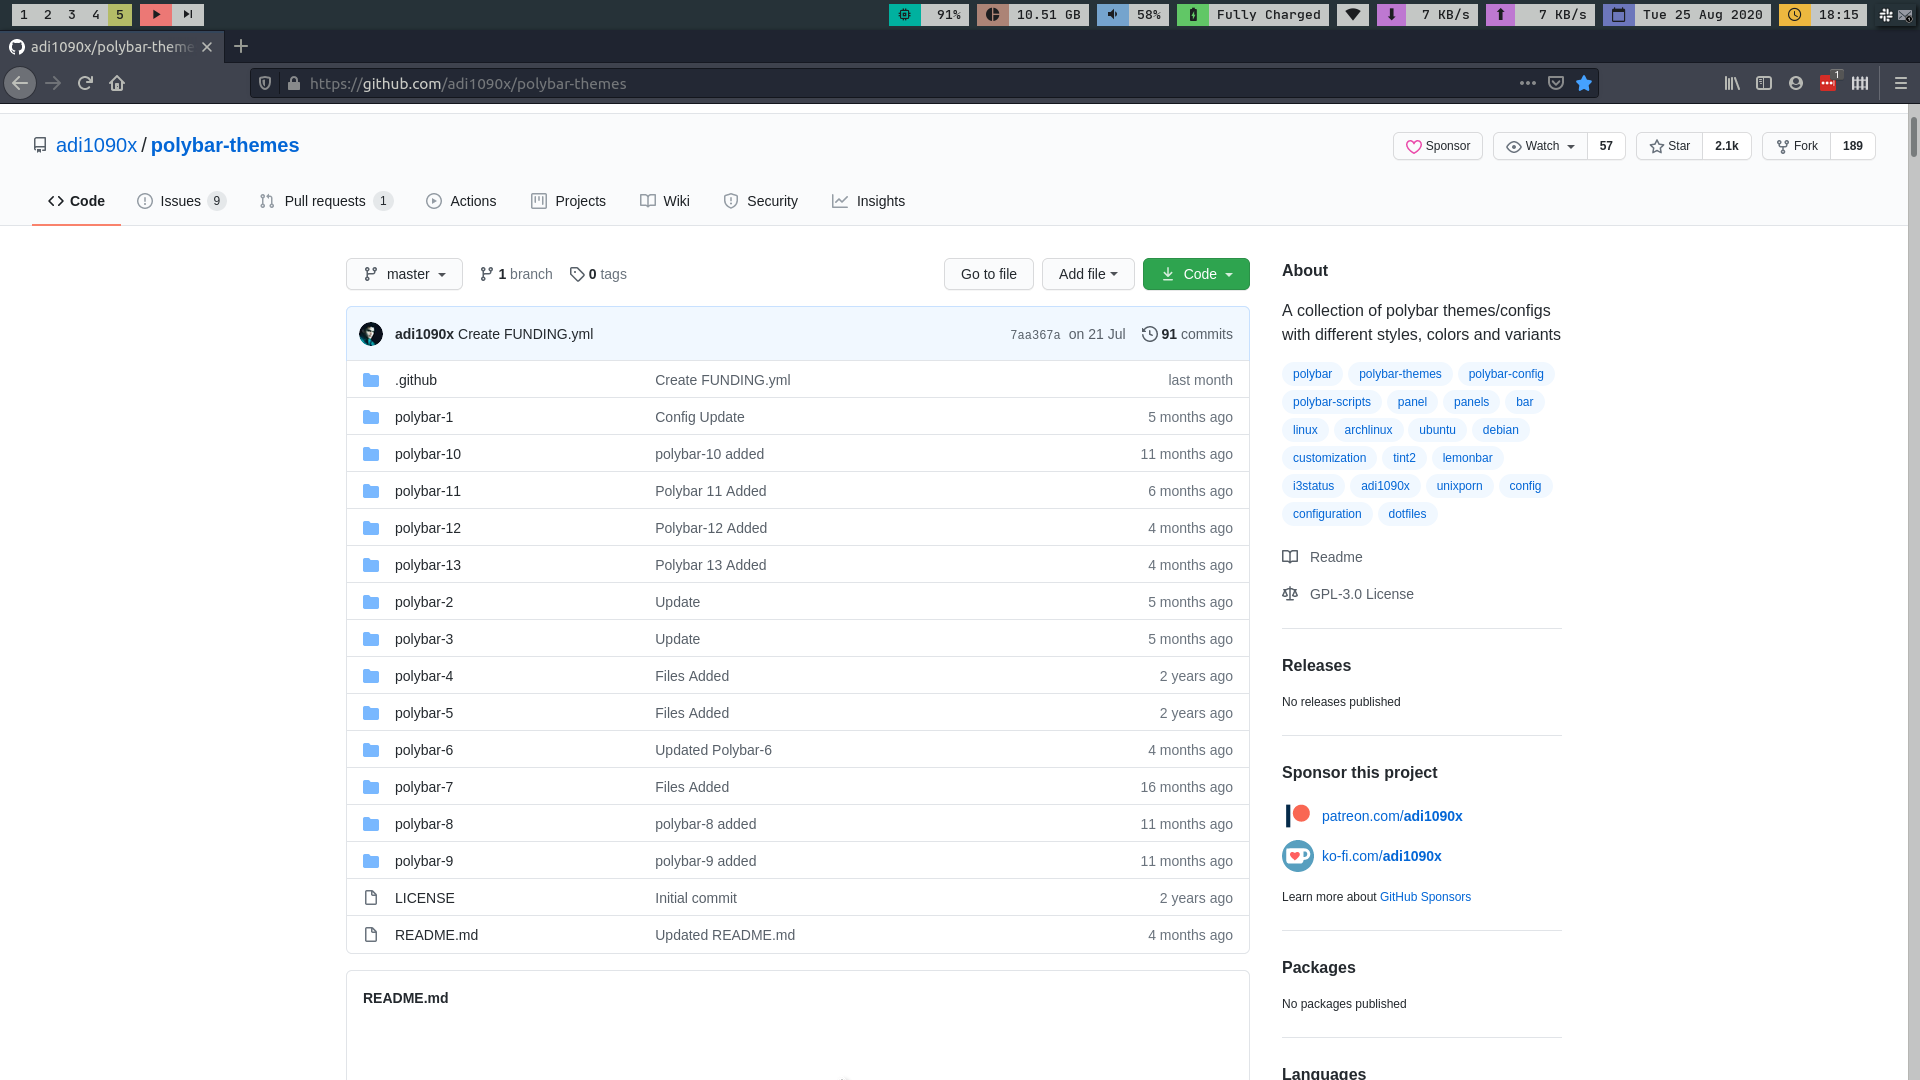 1 2 3 4 5 91% 10.51 GB 58% Fully Charged 7 KB/s 7 KB/s Tue 25 Aug 2020 18:15
adi1090x/polybar-theme
https://github.com/adi1090x/polybar-themes 1
adi1090x / polybar-themes Sponsor Watch 57 Star 2.1k Fork 189
Code Issues 9 Pull requests 1 Actions Projects Wiki Security Insights
master 1 branch 0 tags Go to file Add file Code
adi1090x Create FUNDING.yml 7aa367a on 21 Jul 91 commits
.github Create FUNDING.yml last month
polybar-1 Config Update 5 months ago
polybar-10 polybar-10 added 11 months ago
polybar-11 Polybar 11 Added 6 months ago
polybar-12 Polybar-12 Added 4 months ago
polybar-13 Polybar 13 Added 4 months ago
polybar-2 Update 5 months ago
polybar-3 Update 5 months ago
polybar-4 Files Added 2 years ago
polybar-5 Files Added 2 years ago
polybar-6 Updated Polybar-6 4 months ago
polybar-7 Files Added 16 months ago
polybar-8 polybar-8 added 11 months ago
polybar-9 polybar-9 added 11 months ago
LICENSE Initial commit 2 years ago
README.md Updated README.md 4 months ago
README.md
About
A collection of polybar themes/configs
with different styles, colors and variants
polybar polybar-themes polybar-config
polybar-scripts panel panels bar
linux archlinux ubuntu debian
customization tint2 lemonbar
i3status adi1090x unixporn config
configuration dotfiles
Readme
GPL-3.0 License
Releases
No releases published
Sponsor this project
patreon.com/adi1090x
ko-fi.com/adi1090x
Learn more about GitHub Sponsors
Packages
No packages published
Languages